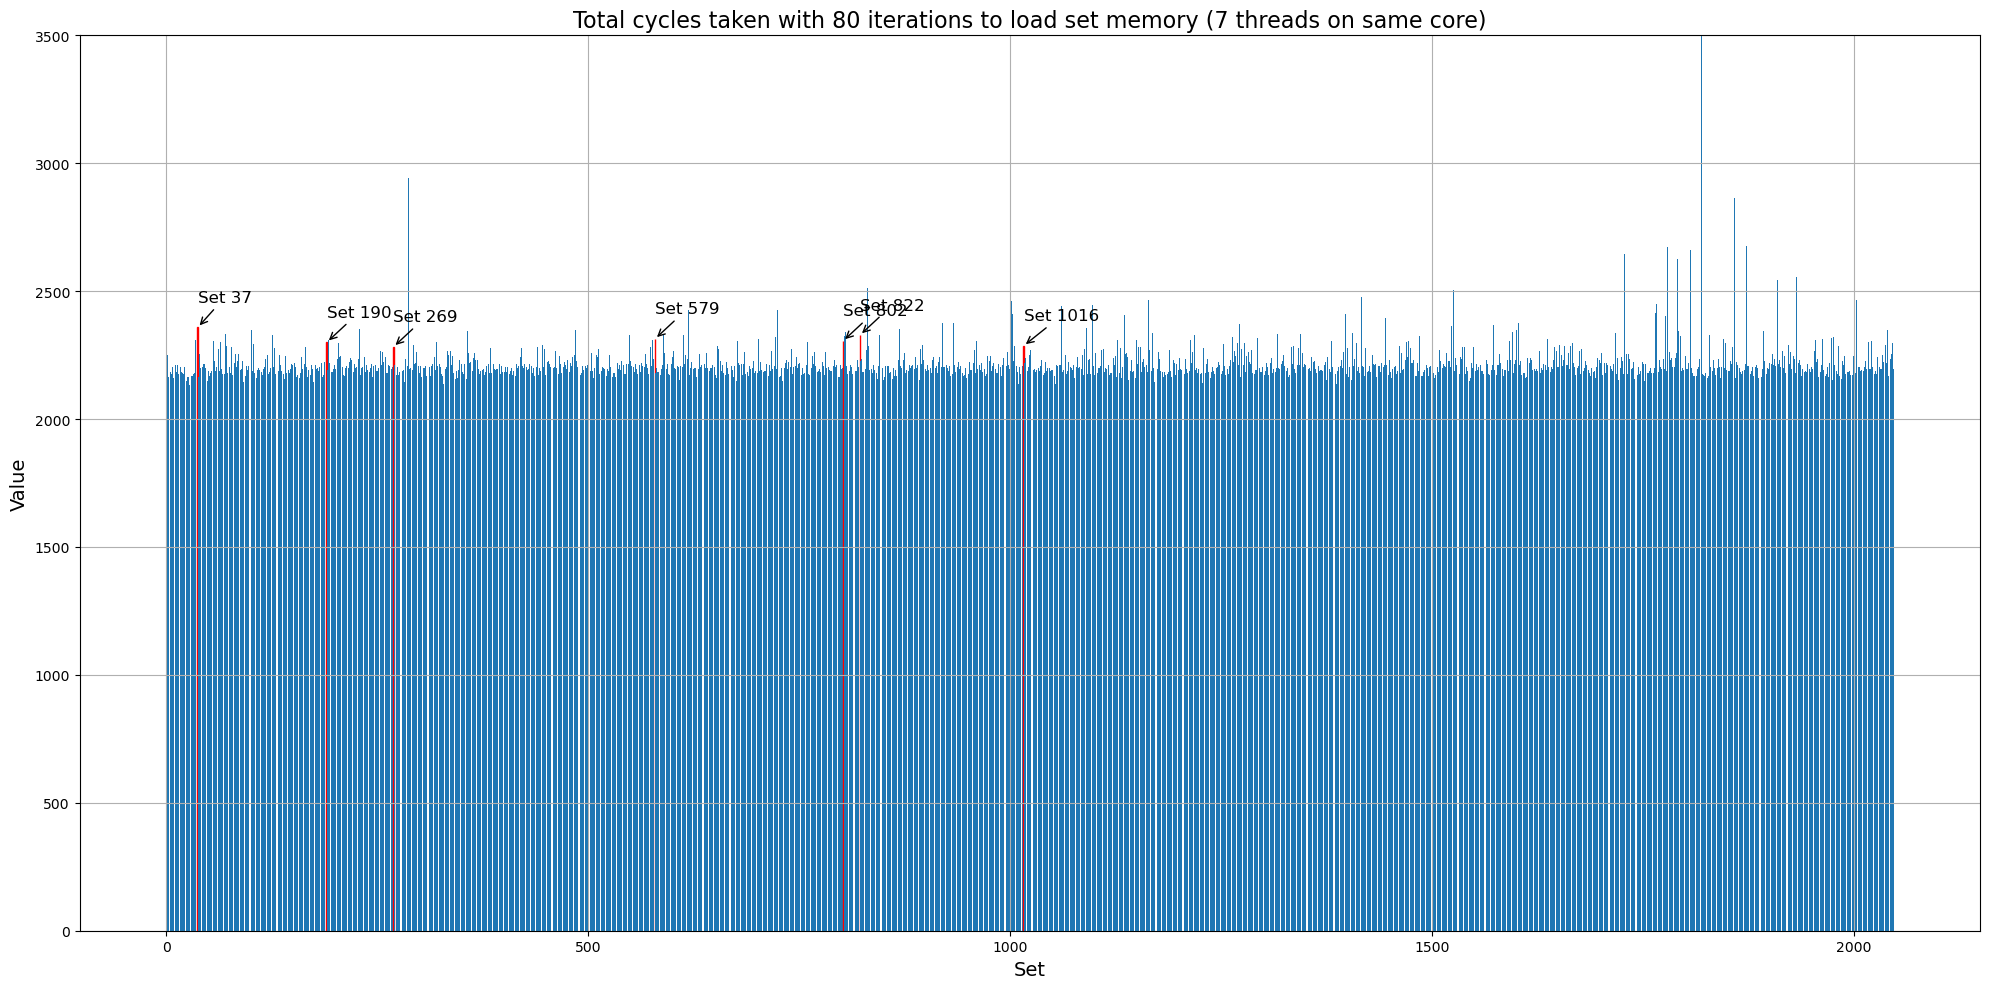 Total cycles taken with 80 iterations to load set memory (7 threads on same core)
3500
3000
2500
2000
1500
1000
500
0
Value
Set 37
Set 190
Set 269
Set 579
Set 802
Set 822
Set 1016
0
500
1000
1500
2000
Set